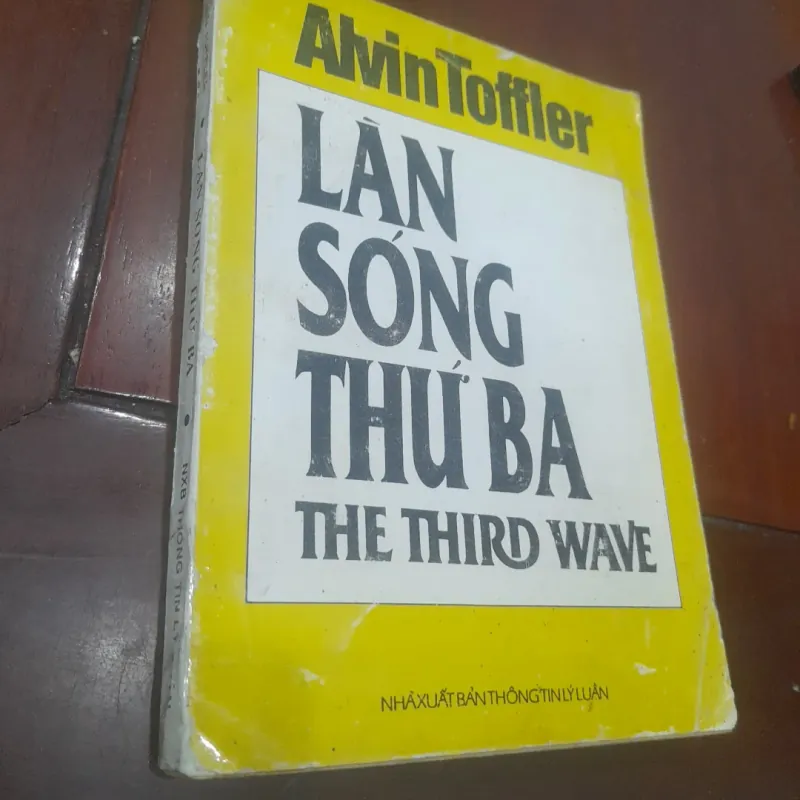 Alvin Toffler
LÀN
SÓNG
THỨ BA
THE THIRD WAVE
NHÀ XUẤT BẢN THÔNG TIN LÝ LUẬN
LÀN SÓNG THỨ BA • NXB THÔNG TIN LÝ